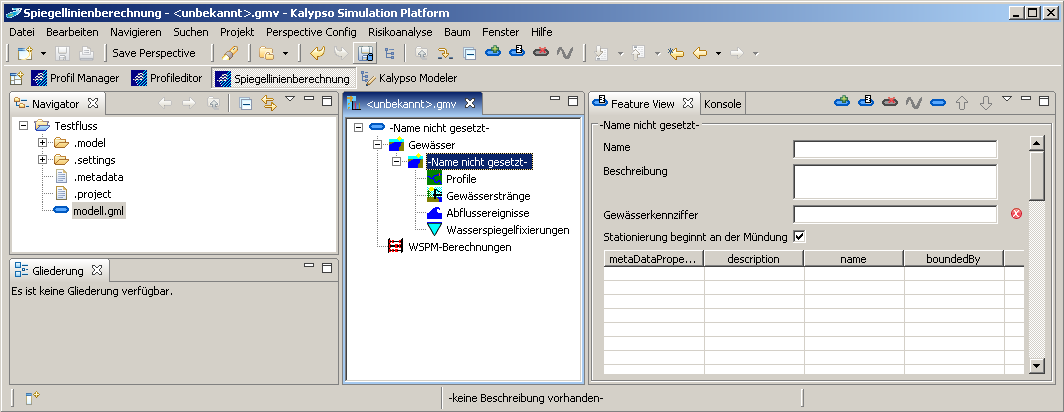 Spiegellinienberechnung - <unbekannt>.gmv - Kalypso Simulation Platform
Datei Bearbeiten Navigieren Suchen Projekt Perspective Config Risikoanalyse Baum Fenster Hilfe
Save Perspective
Profil Manager Profileditor Spiegellinienberechnung Kalypso Modeler
Navigator
Testfluss
.model
.settings
.metadata
.project
modell.gml
Gliederung
Es ist keine Gliederung verfügbar.
<unbekannt>.gmv
-Name nicht gesetzt-
Gewässer
-Name nicht gesetzt-
Profile
Gewässerstränge
Abflussereignisse
Wasserspiegelfixierungen
WSPM-Berechnungen
Feature View Konsole
-Name nicht gesetzt-
Name
Beschreibung
Gewässerkennziffer
Stationierung beginnt an der Mündung
metaDataPrope... description name boundedBy
-keine Beschreibung vorhanden-